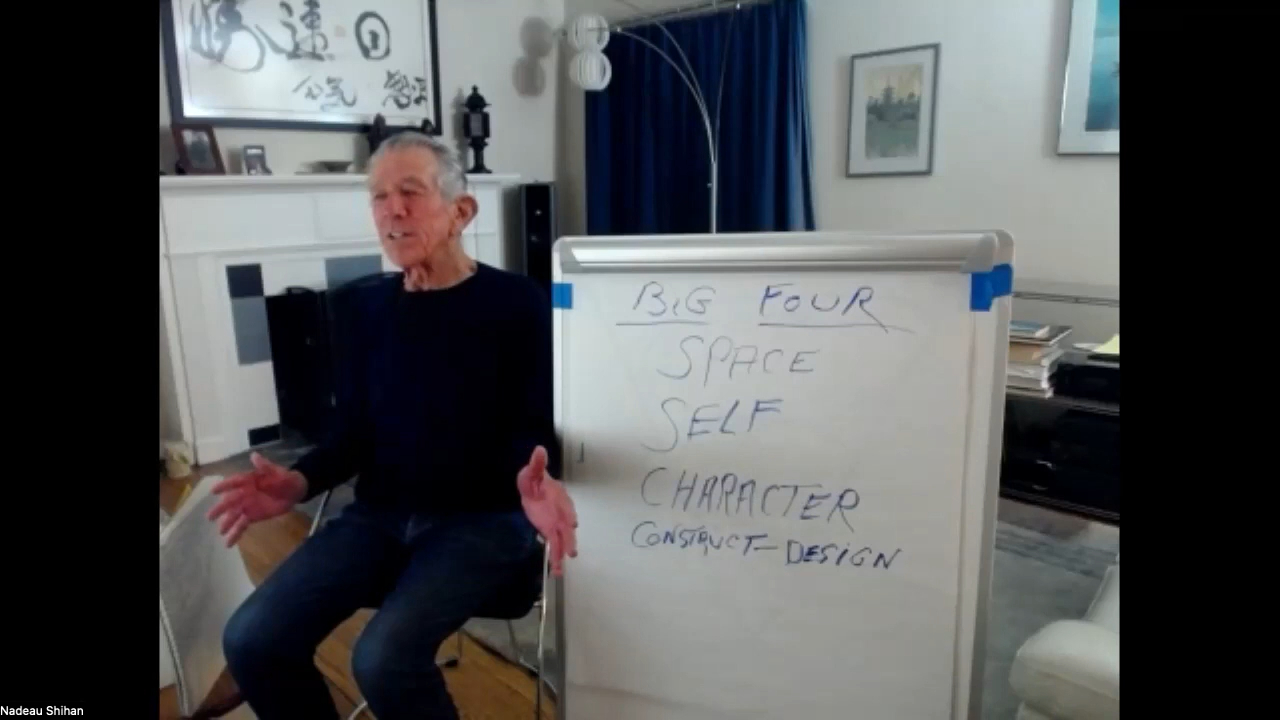 BIG FOUR
SPACE
SELF
CHARACTER
CONSTRUCT-DESIGN
Nadeau Shihan